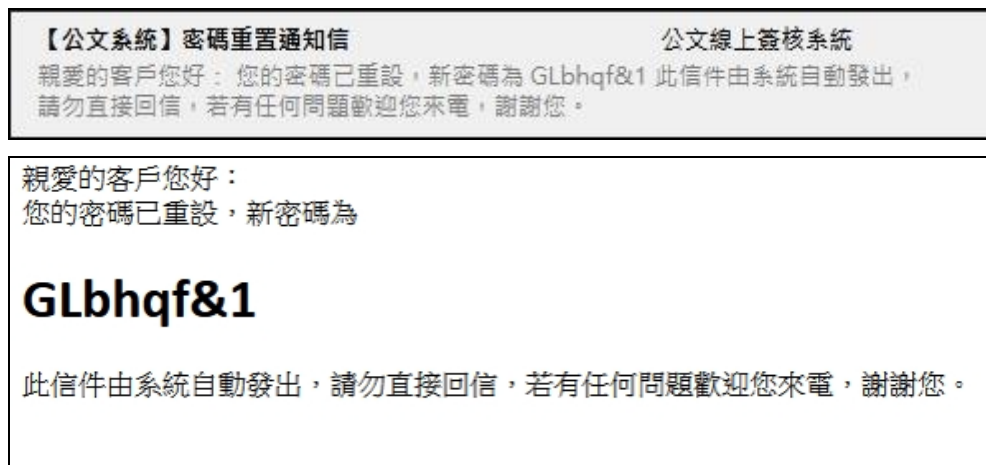 【公文系統】密碼重置通知信 公文線上簽核系統
親愛的客戶您好： 您的密碼已重設，新密碼為 GLbhqf&1 此信件由系統自動發出，
請勿直接回信，若有任何問題歡迎您來電，謝謝您。
親愛的客戶您好：
您的密碼已重設，新密碼為
GLbhqf&1
此信件由系統自動發出，請勿直接回信，若有任何問題歡迎您來電，謝謝您。